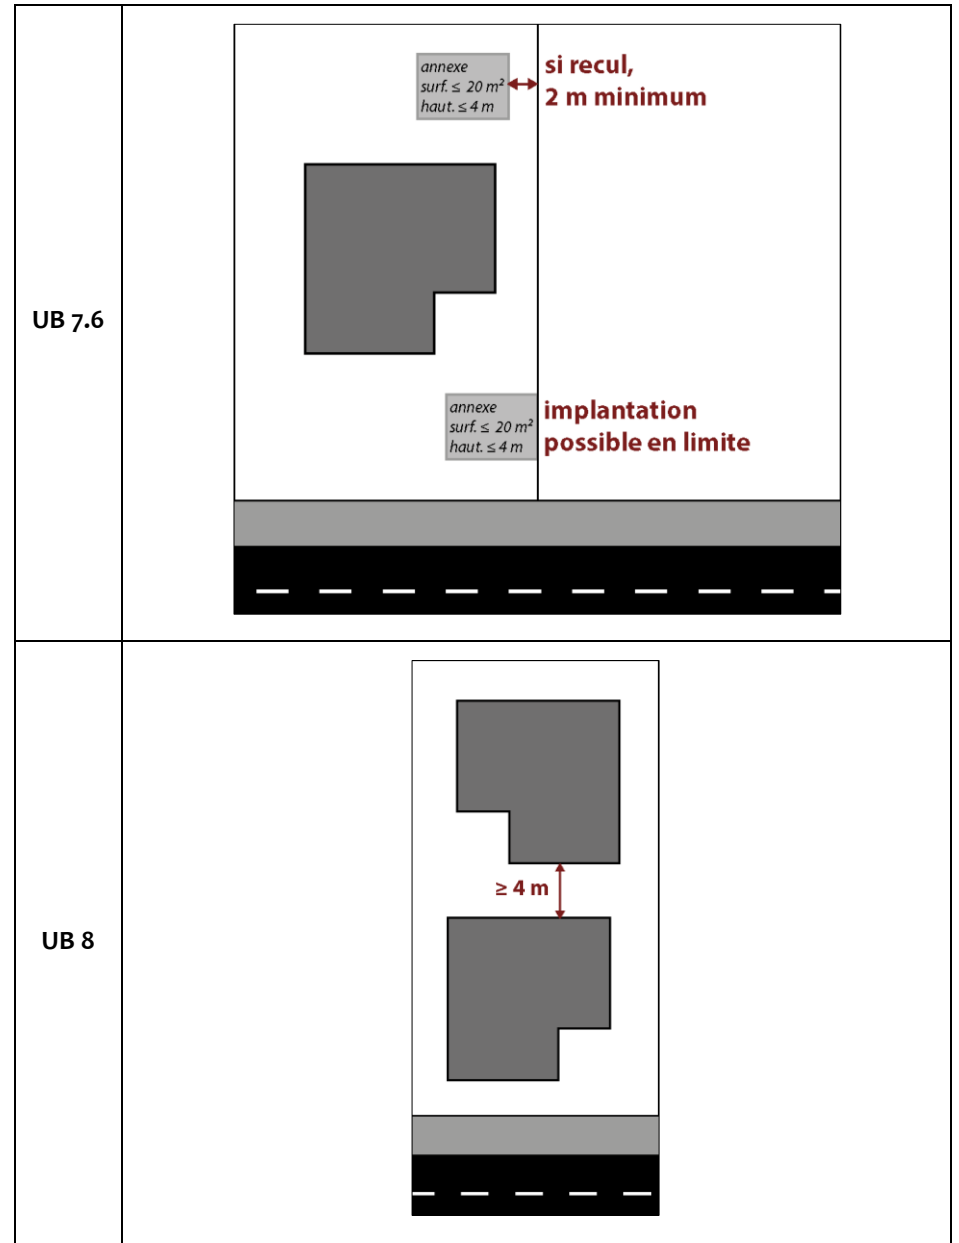 annexe
surf. ≤ 20 m²
haut. ≤ 4 m
si recul,
2 m minimum
UB 7.6
annexe
surf. ≤ 20 m²
haut. ≤ 4 m
implantation
possible en limite
≥ 4 m
UB 8